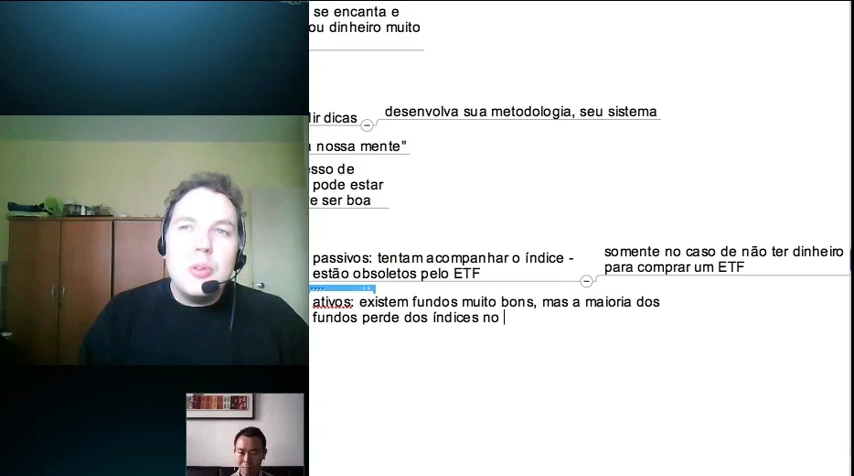 se encanta e
ou dinheiro muito
dir dicas
desenvolva sua metodologia, seu sistema
a nossa mente"
esso de
pode estar
e ser boa
passivos: tentam acompanhar o índice -
estão obsoletos pelo ETF
somente no caso de não ter dinheiro
para comprar um ETF
ativos: existem fundos muito bons, mas a maioria dos
fundos perde dos índices no